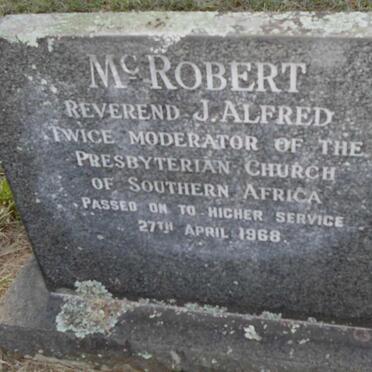 McROBERT
REVEREND J. ALFRED
TWICE MODERATOR OF THE
PRESBYTERIAN CHURCH
OF SOUTHERN AFRICA
PASSED ON TO HIGHER SERVICE
27TH APRIL 1968